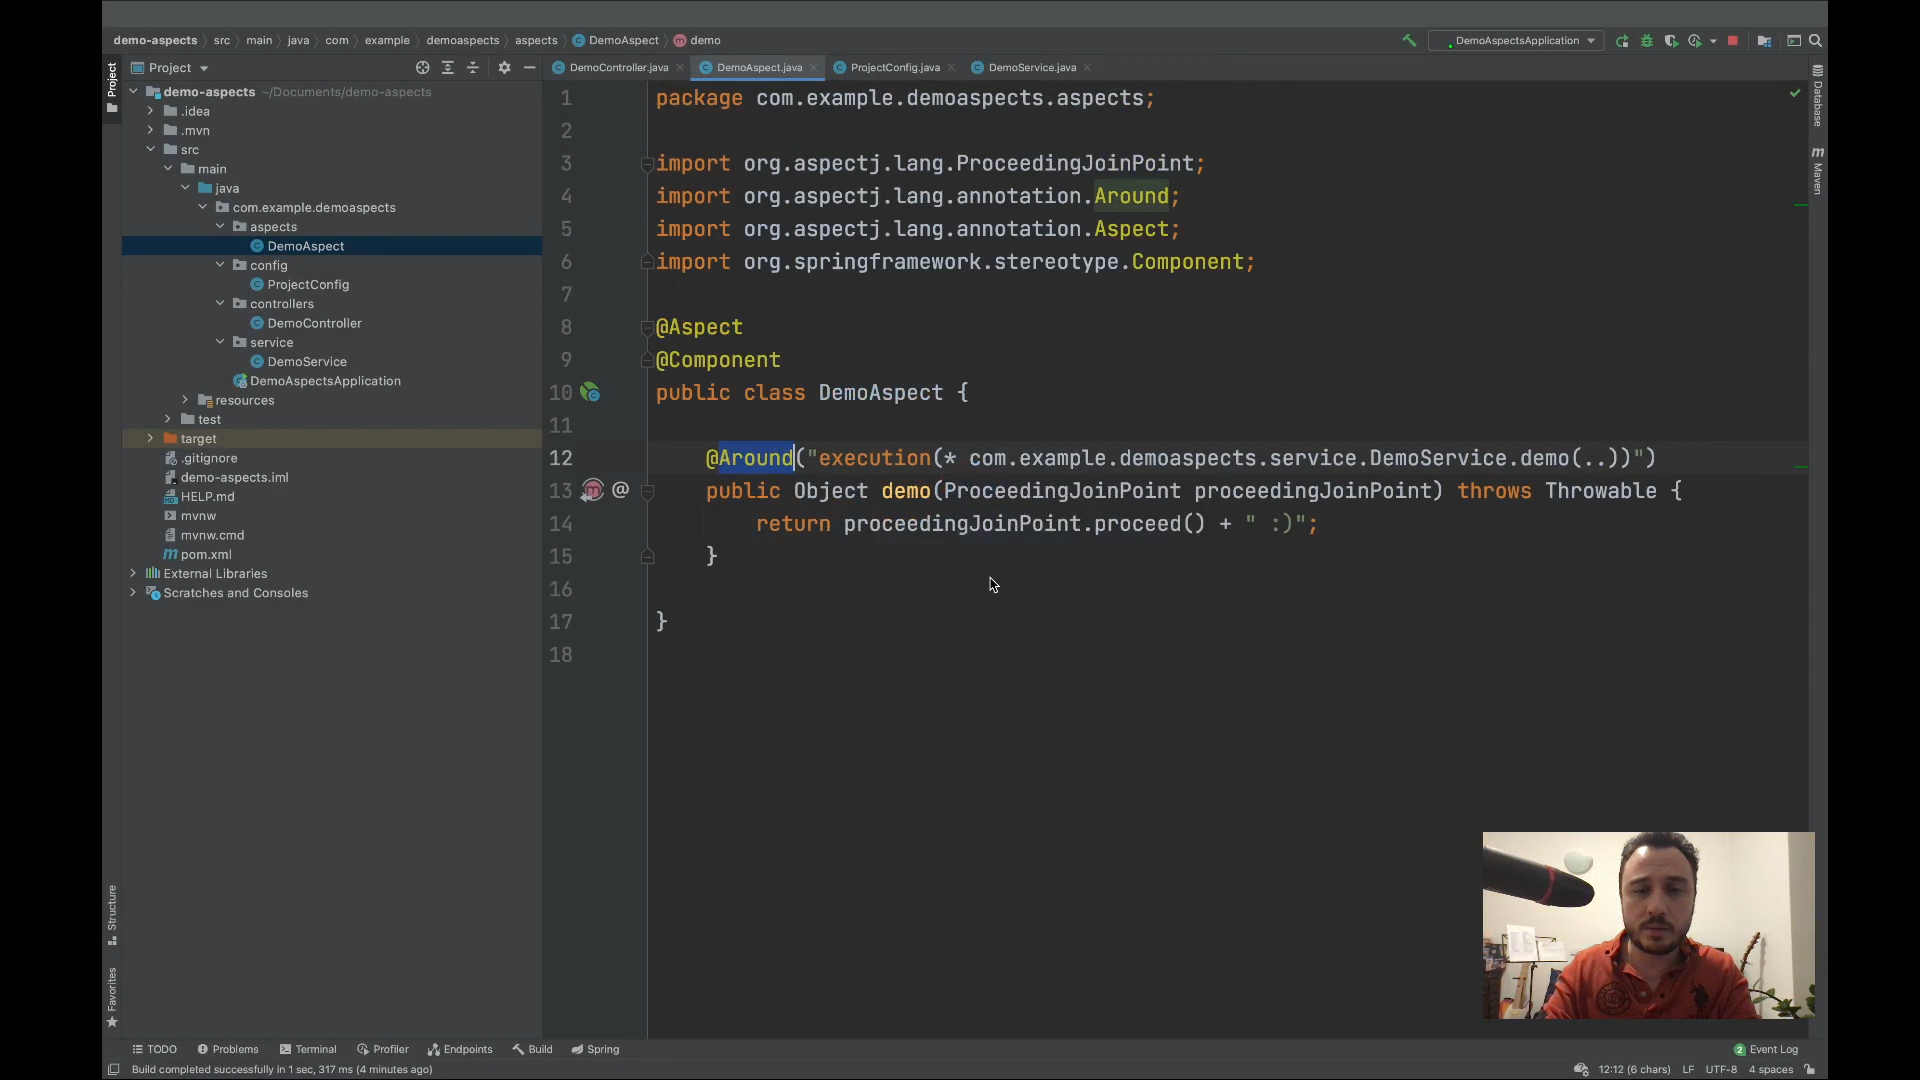 demo-aspects src main java com example demoaspects aspects DemoAspect demo
DemoAspectsApplication
Project
DemoController.java
DemoAspect.java
ProjectConfig.java
DemoService.java
Project
demo-aspects ~/Documents/demo-aspects
.idea
.mvn
src
main
java
com.example.demoaspects
aspects
DemoAspect
config
ProjectConfig
controllers
DemoController
service
DemoService
DemoAspectsApplication
resources
test
target
.gitignore
demo-aspects.iml
HELP.md
mvnw
mvnw.cmd
pom.xml
External Libraries
Scratches and Consoles
1 package com.example.demoaspects.aspects;
2
3 import org.aspectj.lang.ProceedingJoinPoint;
4 import org.aspectj.lang.annotation.Around;
5 import org.aspectj.lang.annotation.Aspect;
6 import org.springframework.stereotype.Component;
7
8 @Aspect
9 @Component
10 public class DemoAspect {
11
12 @Around("execution(* com.example.demoaspects.service.DemoService.demo(..))")
13 @ public Object demo(ProceedingJoinPoint proceedingJoinPoint) throws Throwable {
14 return proceedingJoinPoint.proceed() + " :)";
15 }
16
17 }
18
Database
Maven
Structure
Favorites
TODO Problems Terminal Profiler Endpoints Build Spring
2 Event Log
Build completed successfully in 1 sec, 317 ms (4 minutes ago)
12:12 (6 chars) LF UTF-8 4 spaces